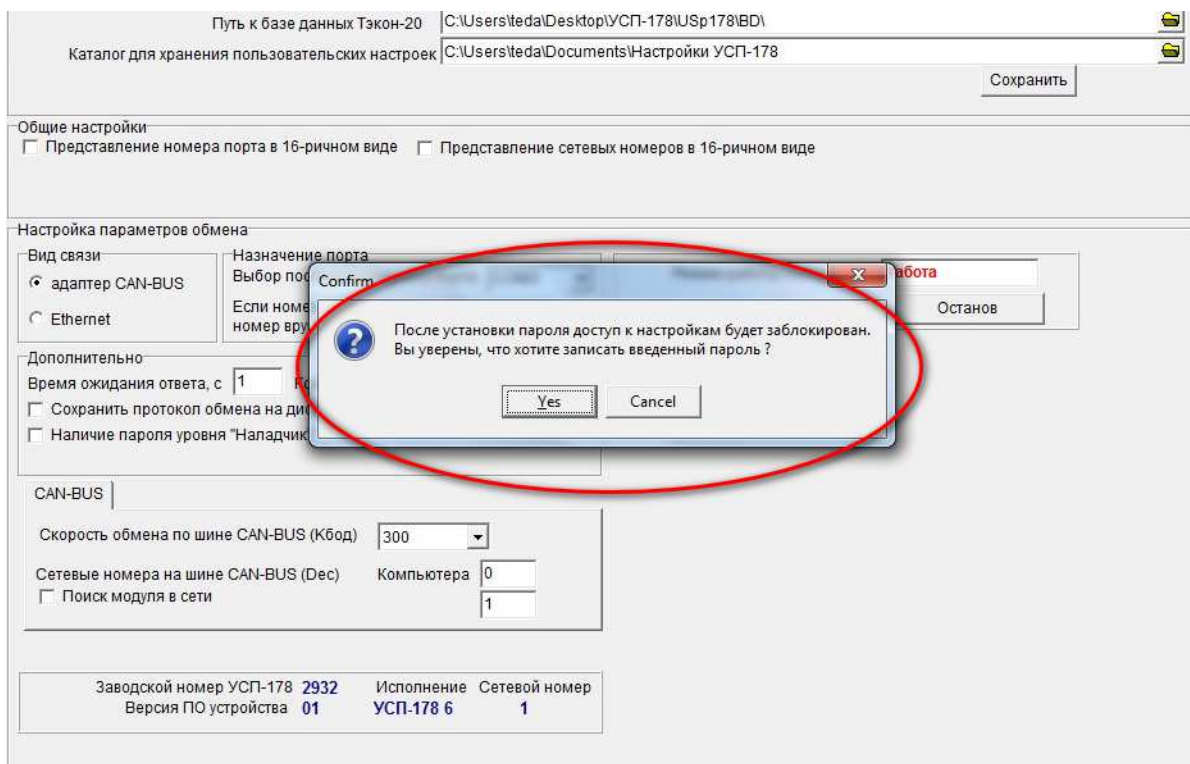 Путь к базе данных Тэкон-20 C:\Users\teda\Desktop\УСП-178\USp178\BD\
Каталог для хранения пользовательских настроек C:\Users\teda\Documents\Настройки УСП-178
Сохранить
Общие настройки
Представление номера порта в 16-ричном виде Представление сетевых номеров в 16-ричном виде
Настройка параметров обмена
Вид связи Назначение порта
адаптер CAN-BUS Выбор абота
Confirm
Ethernet Если Останов
номер
После установки пароля доступ к настройкам будет заблокирован.
Вы уверены, что хотите записать введенный пароль ?
Yes Cancel
Дополнительно
Время ожидания ответа, с 1
Сохранить протокол обмена на
Наличие пароля уровня "Наладчик
CAN-BUS
Скорость обмена по шине CAN-BUS (Кбод) 300
Сетевые номера на шине CAN-BUS (Dec) Компьютера 0
Поиск модуля в сети 1
Заводской номер УСП-178 2932 Исполнение Сетевой номер
Версия ПО устройства 01 УСП-178 6 1